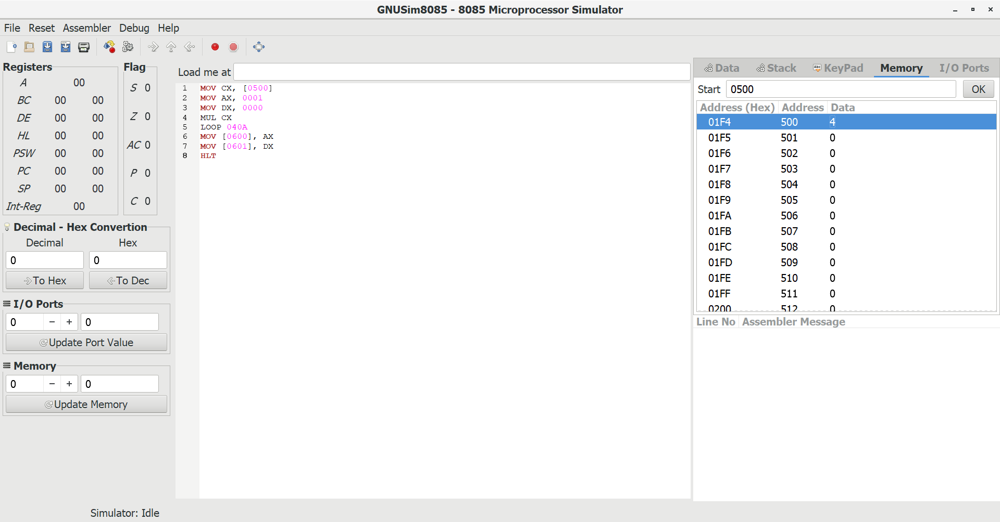 GNUSim8085 - 8085 Microprocessor Simulator
File Reset Assembler Debug Help
Registers
A 00
BC 00 00
DE 00 00
HL 00 00
PSW 00 00
PC 00 00
SP 00 00
Int-Reg 00
Flag
S 0
Z 0
AC 0
P 0
C 0
Decimal - Hex Convertion
Decimal Hex
0 0
To Hex To Dec
I/O Ports
0 − + 0
Update Port Value
Memory
0 − + 0
Update Memory
Simulator: Idle
Load me at
1 MOV CX, [0500]
2 MOV AX, 0001
3 MOV DX, 0000
4 MUL CX
5 LOOP 040A
6 MOV [0600], AX
7 MOV [0601], DX
8 HLT
Data Stack Abc KeyPad Memory I/O Ports
Start 0500 OK
Address (Hex) Address Data
01F4 500 4
01F5 501 0
01F6 502 0
01F7 503 0
01F8 504 0
01F9 505 0
01FA 506 0
01FB 507 0
01FC 508 0
01FD 509 0
01FE 510 0
01FF 511 0
0200 512 0
Line No Assembler Message